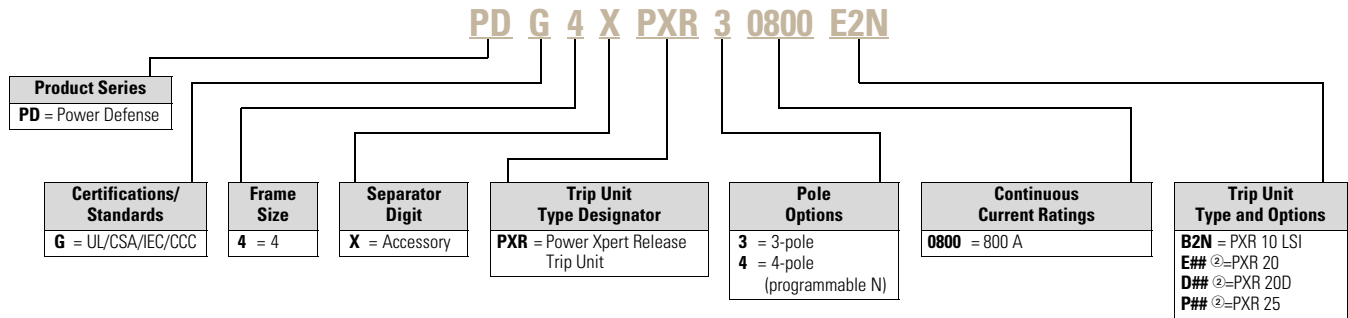 PD G 4 X PXR 3 0800 E2N
Product Series
PD = Power Defense
Certifications/
Standards
G = UL/CSA/IEC/CCC
Frame
Size
4 = 4
Separator
Digit
X = Accessory
Trip Unit
Type Designator
PXR = Power Xpert Release
Trip Unit
Pole
Options
3 = 3-pole
4 = 4-pole
(programmable N)
Continuous
Current Ratings
0800 = 800 A
Trip Unit
Type and Options
B2N = PXR 10 LSI
E## ②=PXR 20
D## ②=PXR 20D
P## ②=PXR 25